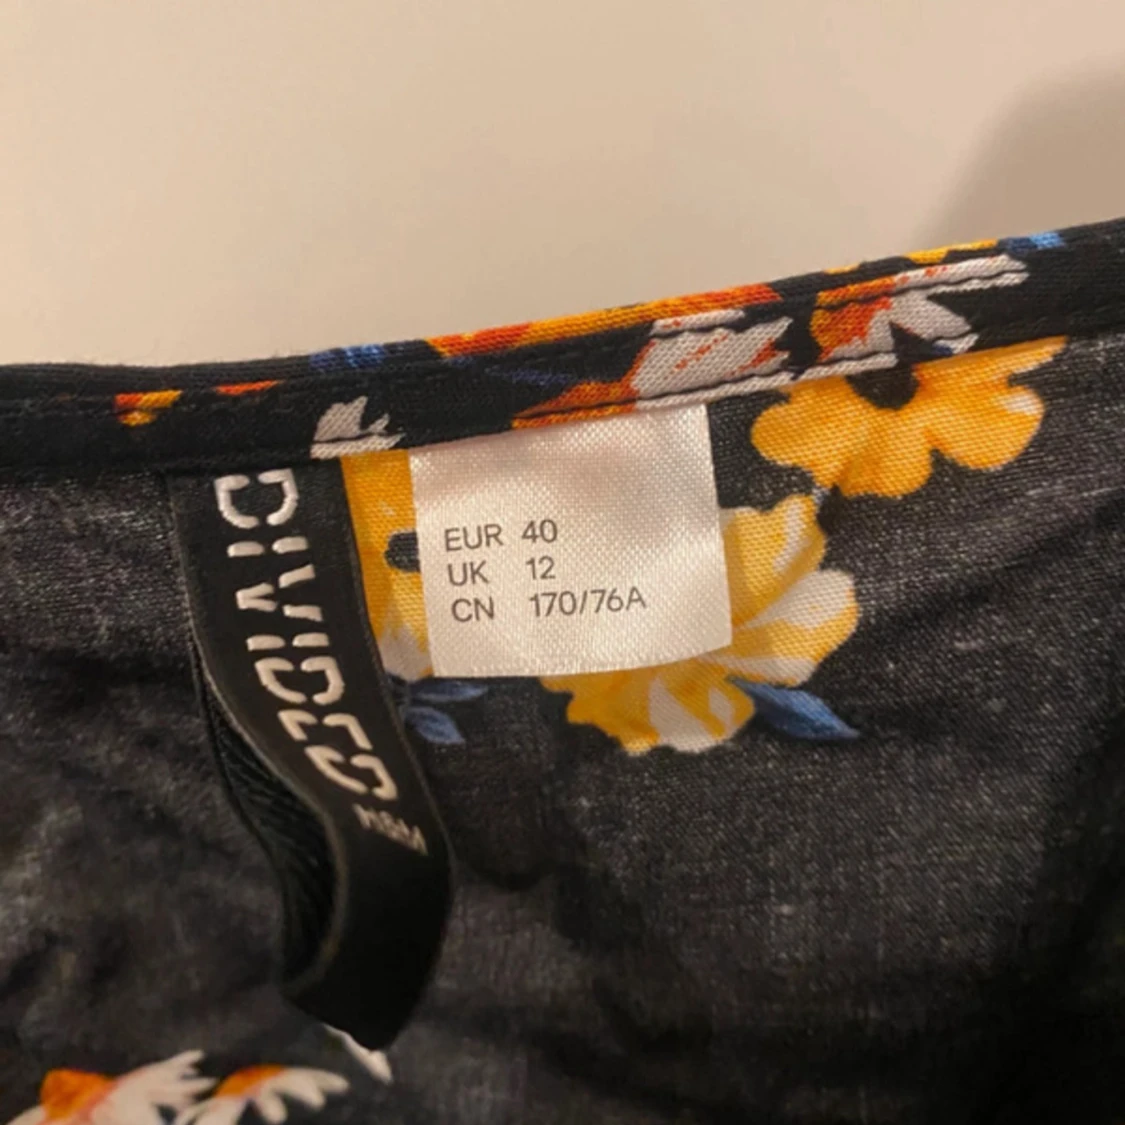 DIVIDED
H&M
EUR 40
UK 12
CN 170/76A